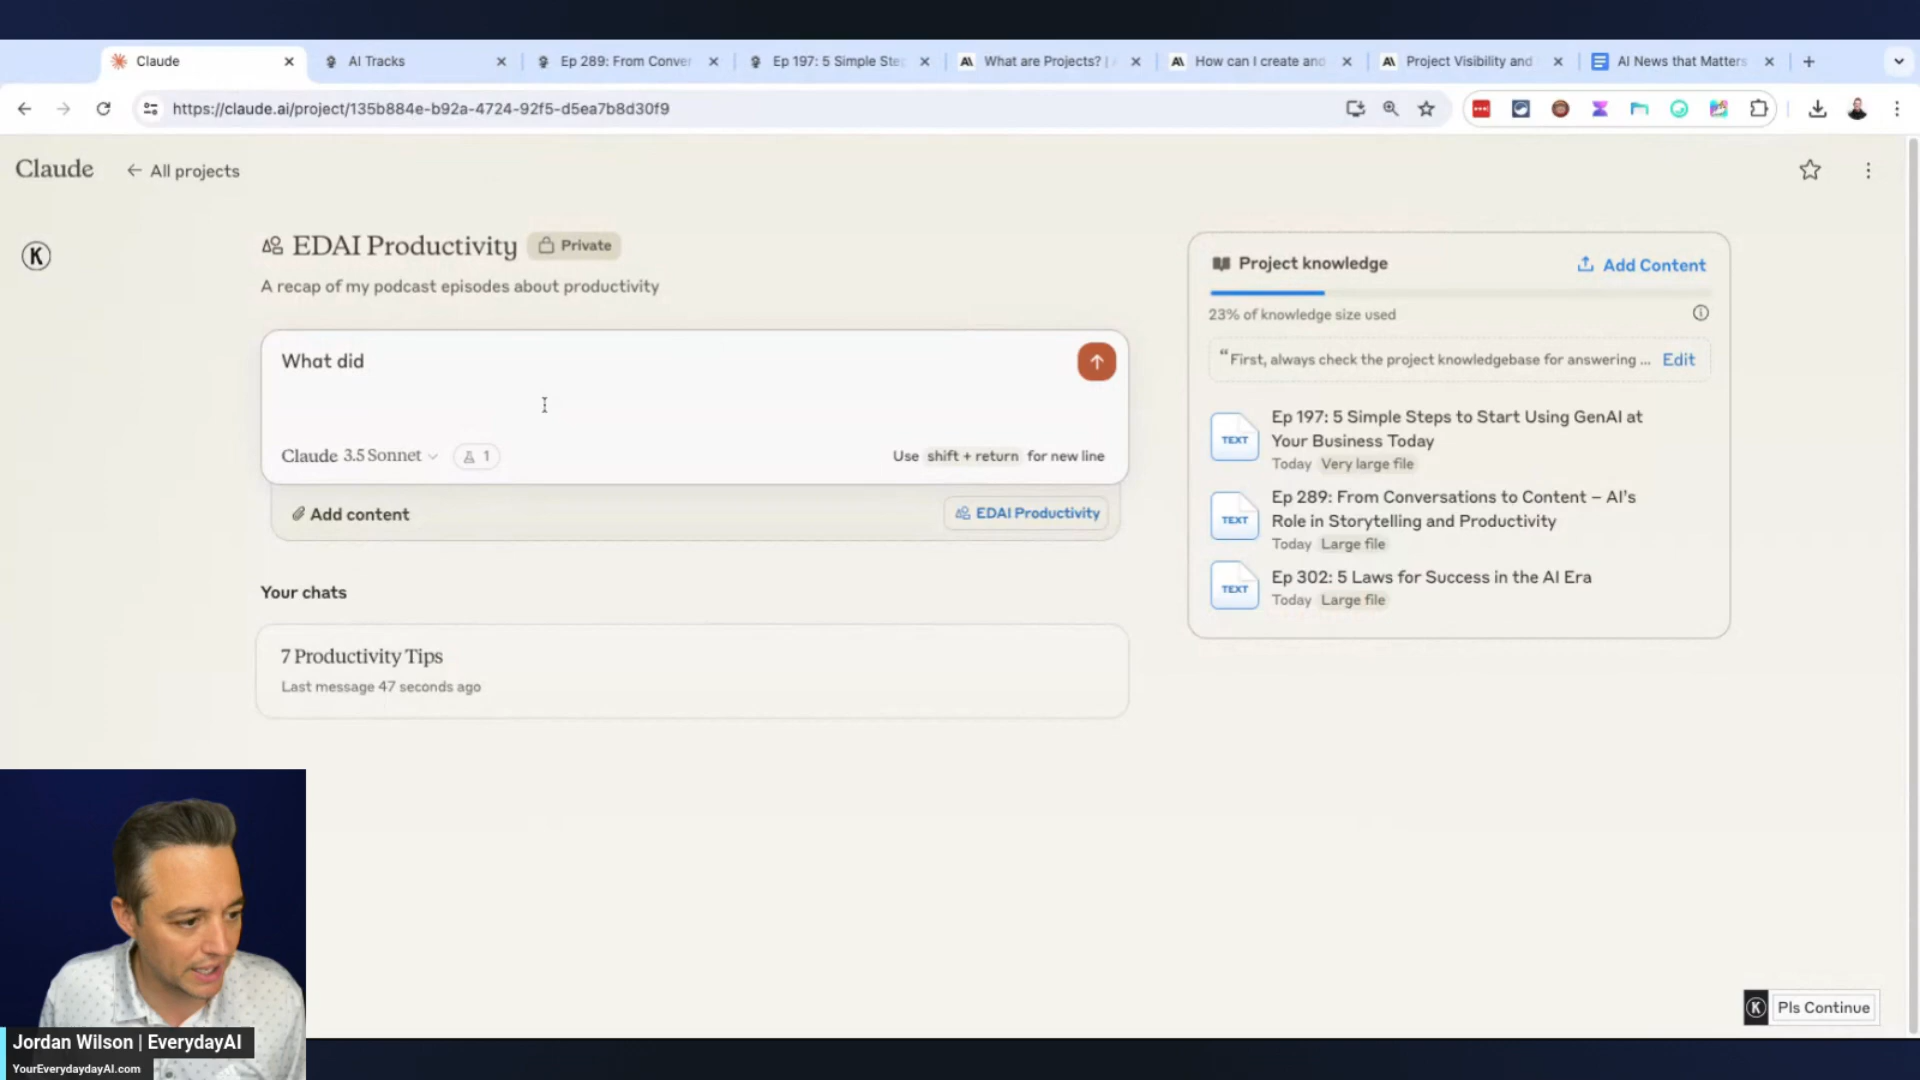 Claude
AI Tracks
Ep 289: From Conver
Ep 197: 5 Simple Ste
What are Projects? |
How can I create and
Project Visibility and
AI News that Matters
https://claude.ai/project/135b884e-b92a-4724-92f5-d5ea7b8d30f9
Claude
← All projects
K
EDAI Productivity
Private
A recap of my podcast episodes about productivity
What did
Claude 3.5 Sonnet
1
Use shift + return for new line
Add content
EDAI Productivity
Your chats
7 Productivity Tips
Last message 47 seconds ago
Project knowledge
Add Content
23% of knowledge size used
“First, always check the project knowledgebase for answering ...
Edit
TEXT
Ep 197: 5 Simple Steps to Start Using GenAI at
Your Business Today
Today Very large file
TEXT
Ep 289: From Conversations to Content – AI's
Role in Storytelling and Productivity
Today Large file
TEXT
Ep 302: 5 Laws for Success in the AI Era
Today Large file
K
Pls Continue
Jordan Wilson | EverydayAI
YourEverydayAI.com